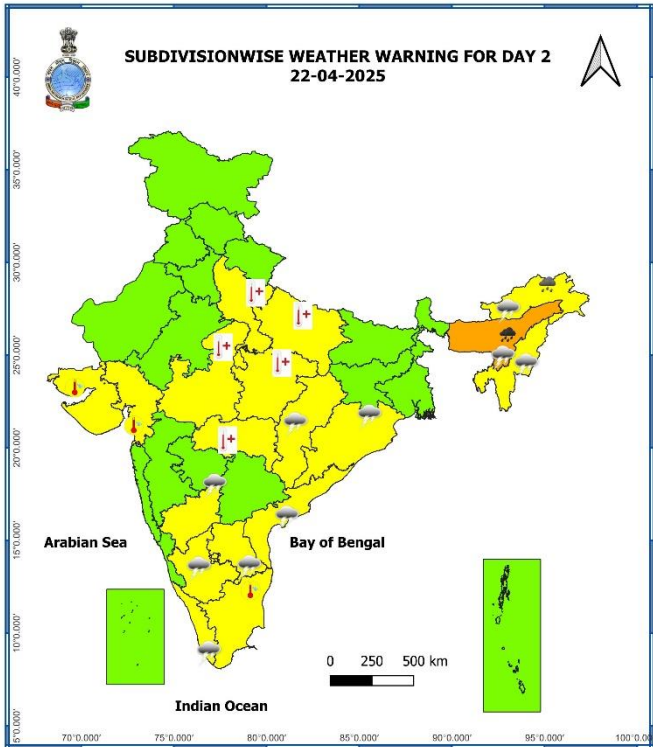 SUBDIVISIONWISE WEATHER WARNING FOR DAY 2
22-04-2025
40°0.000'
35°0.000'
30°0.000'
25°0.000'
20°0.000'
15°0.000'
10°0.000'
5°0.000'
Arabian Sea
Bay of Bengal
0 250 500 km
Indian Ocean
70°0.000' 75°0.000' 80°0.000' 85°0.000' 90°0.000' 95°0.000' 100°0.000'